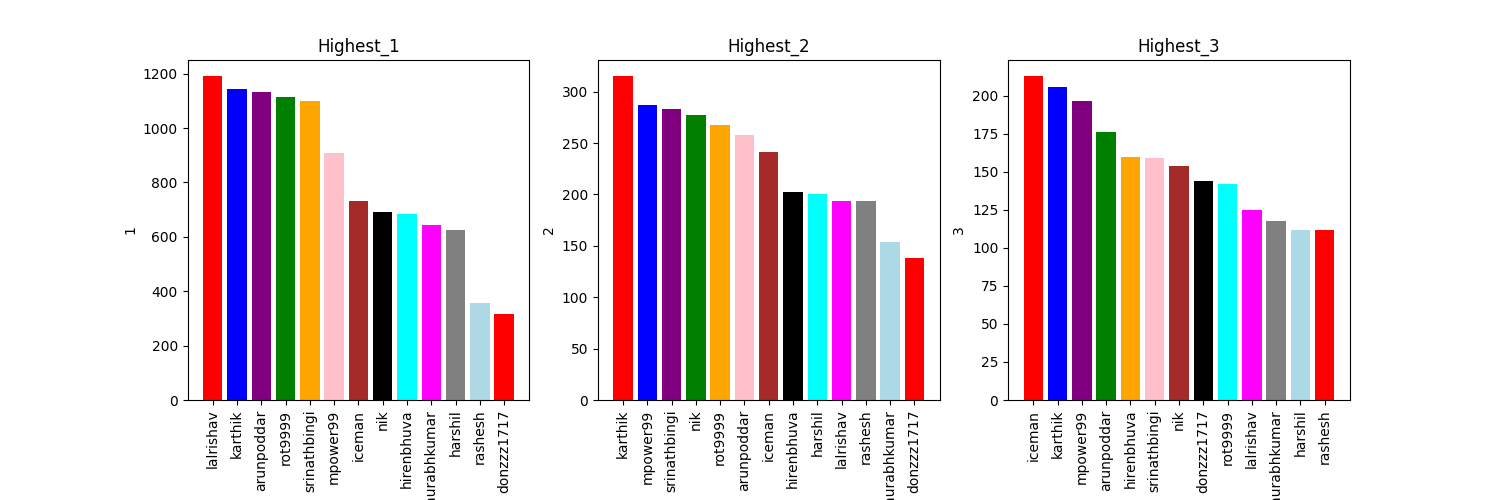 Highest_1
1200
1000
800
600
400
200
0
1
lalrishav
karthik
arunpoddar
rot9999
srinathbingi
mpower99
iceman
nik
hirenbhuva
urabhkumar
harshil
rashesh
donzzz1717
Highest_2
300
250
200
150
100
50
0
2
karthik
mpower99
srinathbingi
nik
rot9999
arunpoddar
iceman
hirenbhuva
harshil
lalrishav
rashesh
urabhkumar
donzzz1717
Highest_3
200
175
150
125
100
75
50
25
0
3
iceman
karthik
mpower99
arunpoddar
hirenbhuva
srinathbingi
nik
donzzz1717
rot9999
lalrishav
urabhkumar
harshil
rashesh